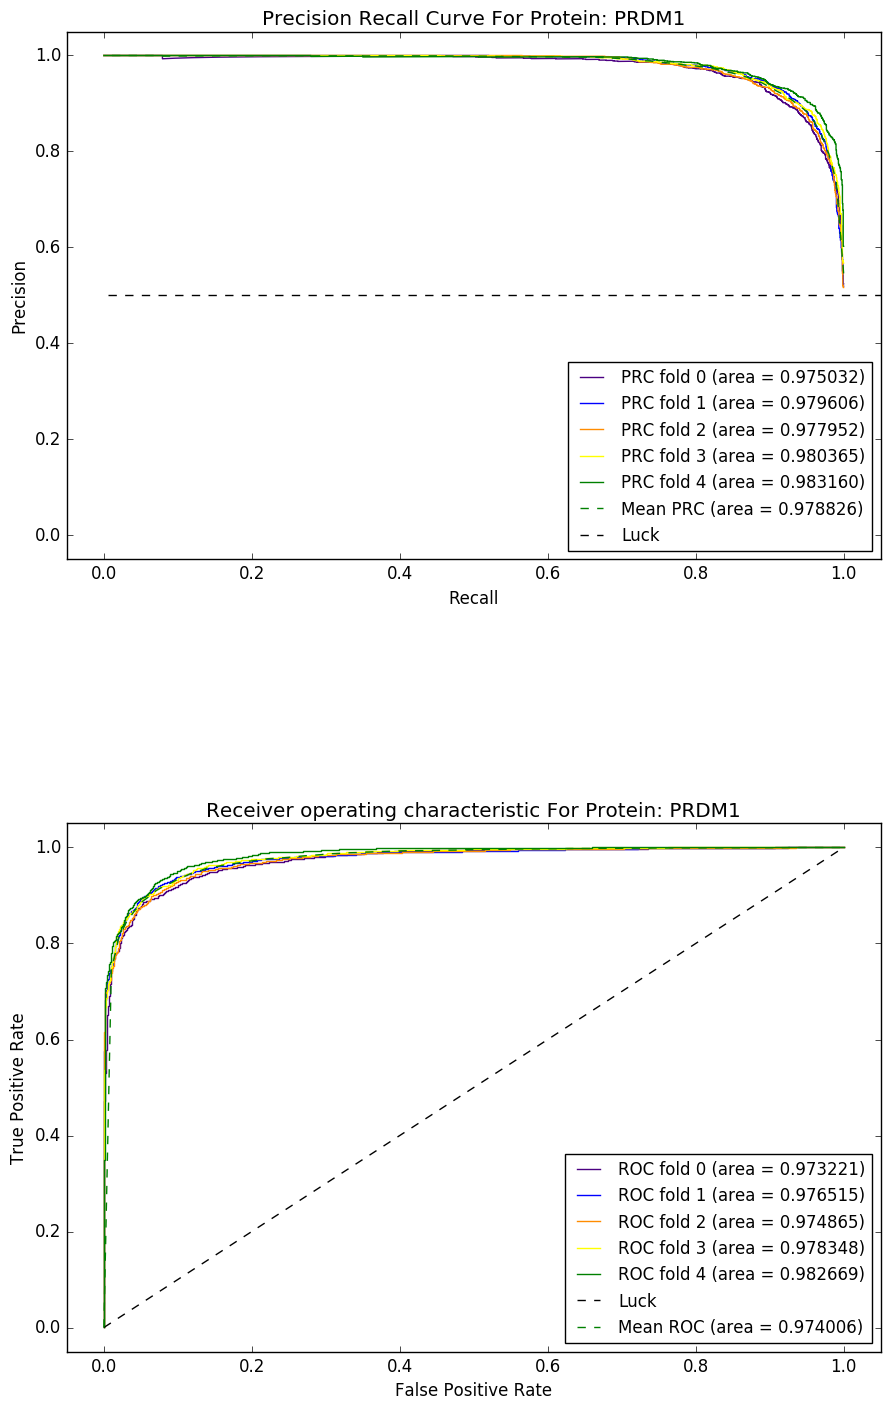 Precision Recall Curve For Protein: PRDM1
1.0
0.8
0.6
0.4
0.2
0.0
Precision
PRC fold 0 (area = 0.975032)
PRC fold 1 (area = 0.979606)
PRC fold 2 (area = 0.977952)
PRC fold 3 (area = 0.980365)
PRC fold 4 (area = 0.983160)
Mean PRC (area = 0.978826)
Luck
0.0 0.2 0.4 0.6 0.8 1.0
Recall
Receiver operating characteristic For Protein: PRDM1
1.0
0.8
0.6
0.4
0.2
0.0
True Positive Rate
ROC fold 0 (area = 0.973221)
ROC fold 1 (area = 0.976515)
ROC fold 2 (area = 0.974865)
ROC fold 3 (area = 0.978348)
ROC fold 4 (area = 0.982669)
Luck
Mean ROC (area = 0.974006)
0.0 0.2 0.4 0.6 0.8 1.0
False Positive Rate